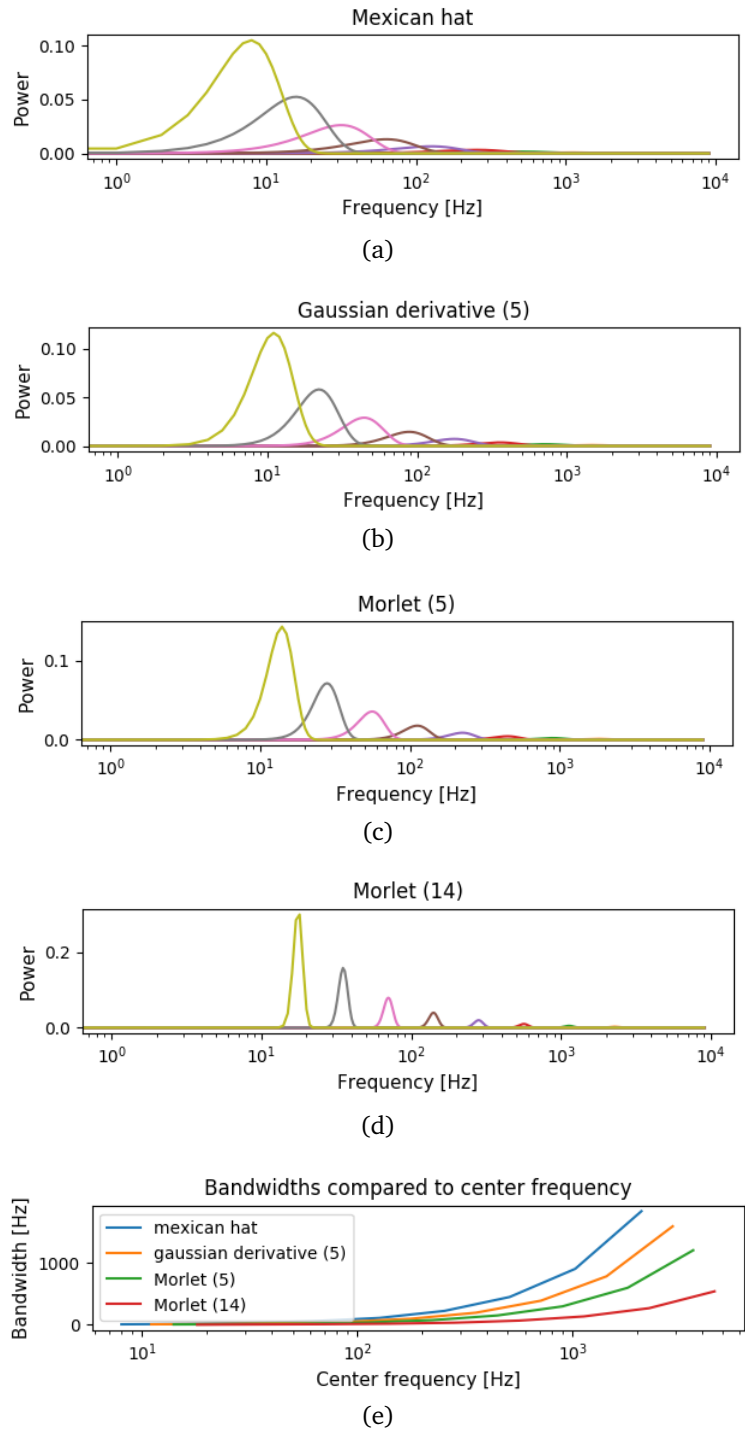 Mexican hat
0.10
0.05
0.00
Power
10⁰ 10¹ 10² 10³ 10⁴
Frequency [Hz]
(a)
Gaussian derivative (5)
0.10
0.05
0.00
Power
10⁰ 10¹ 10² 10³ 10⁴
Frequency [Hz]
(b)
Morlet (5)
0.1
0.0
Power
10⁰ 10¹ 10² 10³ 10⁴
Frequency [Hz]
(c)
Morlet (14)
0.2
0.0
Power
10⁰ 10¹ 10² 10³ 10⁴
Frequency [Hz]
(d)
Bandwidths compared to center frequency
Bandwidth [Hz]
1000
0
mexican hat
gaussian derivative (5)
Morlet (5)
Morlet (14)
10¹ 10² 10³
Center frequency [Hz]
(e)